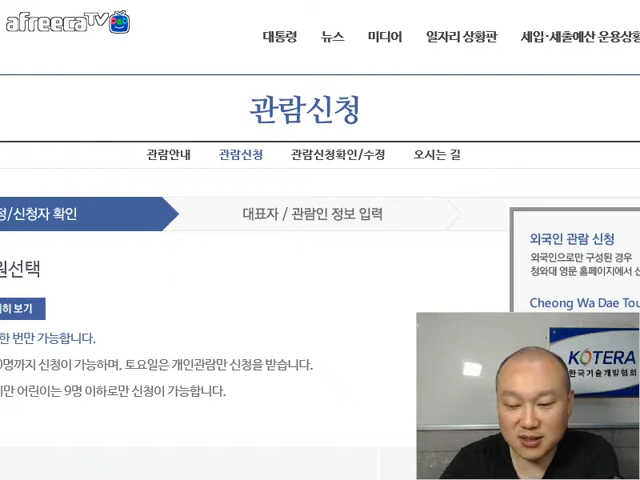 afreecaTV
대통령 뉴스 미디어 일자리 상황판 세입·세출예산 운용상황
관람신청
관람안내 관람신청 관람신청확인/수정 오시는 길
정/신청자 확인 대표자 / 관람인 정보 입력
외국인 관람 신청
외국인으로만 구성된 경우
청와대 영문 홈페이지에서 신
Cheong Wa Dae Tou
원선택
히 보기
한 번만 가능합니다.
0명까지 신청이 가능하며, 토요일은 개인관람만 신청을 받습니다.
미만 어린이는 9명 이하로만 신청이 가능합니다.
KOTERA
한국기술개발협회